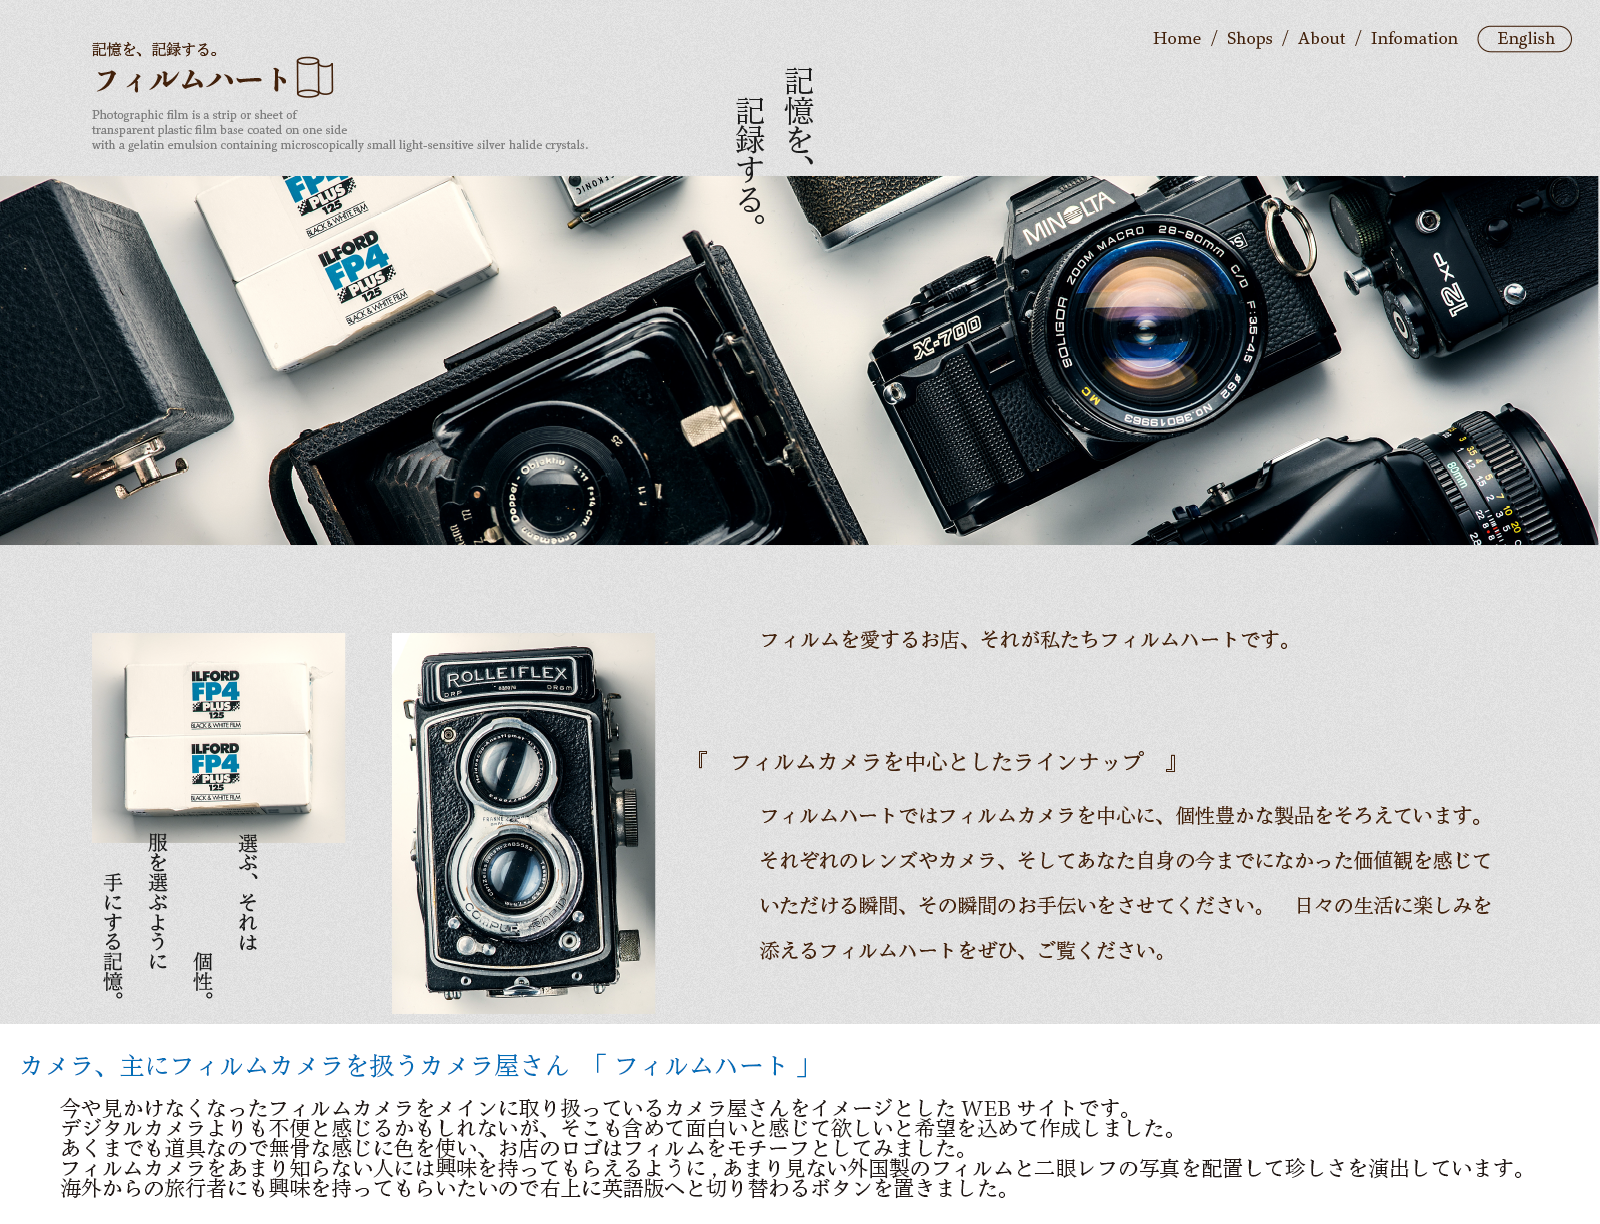 記憶を、記録する。
フィルムハート
Photographic film is a strip or sheet of
transparent plastic film base coated on one side
with a gelatin emulsion containing microscopically small light-sensitive silver halide crystals.
Home / Shops / About / Infomation
English
記憶を、
記録する。
FP4
PLUS
125
BLACK & WHITE FILM
ILFORD
FP4
PLUS
125
BLACK & WHITE FILM
MINOLTA
X-700
SOLIGOR ZOOM MACRO 28-80mm C/D F:3.5-4.5 ø62 No.38019963 MC
S
12 XP
80mm
Doppel-Objektiv 1:11 F=14cm
25
フィルムを愛するお店、それが私たちフィルムハートです。
ILFORD
FP4
PLUS
125
BLACK & WHITE FILM
ILFORD
FP4
PLUS
125
BLACK & WHITE FILM
選ぶ、それは
個性。
服を選ぶように
手にする記憶。
ROLLEIFLEX
DRP
DRGM
COMPUR
『 フィルムカメラを中心としたラインナップ 』
フィルムハートではフィルムカメラを中心に、個性豊かな製品をそろえています。
それぞれのレンズやカメラ、そしてあなた自身の今までになかった価値観を感じて
いただける瞬間、その瞬間のお手伝いをさせてください。 日々の生活に楽しみを
添えるフィルムハートをぜひ、ご覧ください。
カメラ、主にフィルムカメラを扱うカメラ屋さん 「 フィルムハート 」
今や見かけなくなったフィルムカメラをメインに取り扱っているカメラ屋さんをイメージとした WEB サイトです。
デジタルカメラよりも不便と感じるかもしれないが、そこも含めて面白いと感じて欲しいと希望を込めて作成しました。
あくまでも道具なので無骨な感じに色を使い、お店のロゴはフィルムをモチーフとしてみました。
フィルムカメラをあまり知らない人には興味を持ってもらえるように , あまり見ない外国製のフィルムと二眼レフの写真を配置して珍しさを演出しています。
海外からの旅行者にも興味を持ってもらいたいので右上に英語版へと切り替わるボタンを置きました。